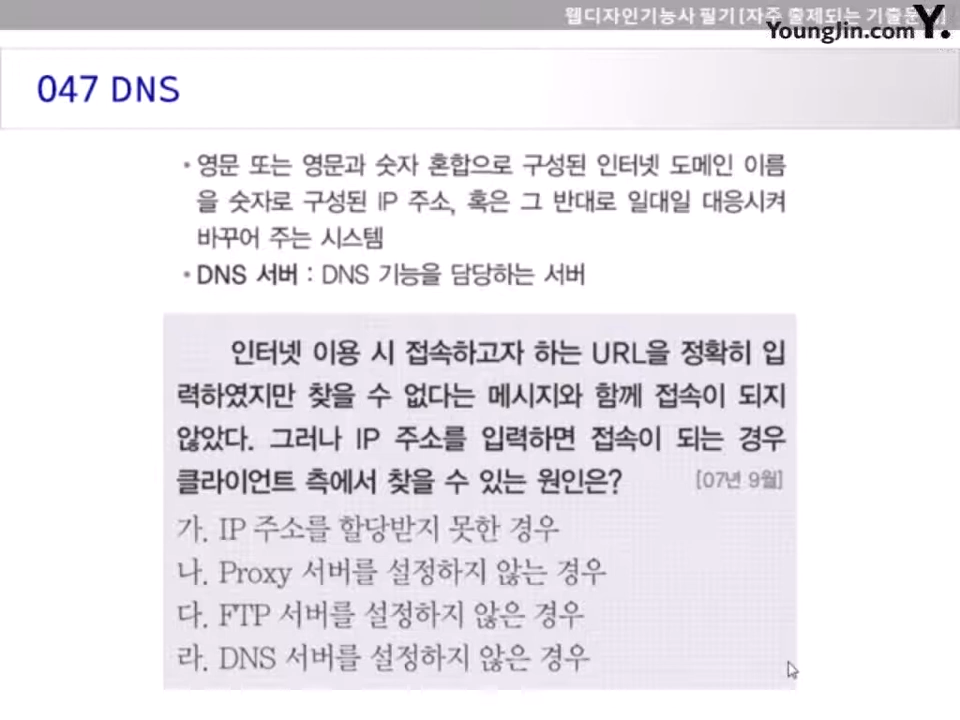 웹디자인기능사 필기[자주 출제되는 기출문제]
YoungJin.com Y.
047 DNS
• 영문 또는 영문과 숫자 혼합으로 구성된 인터넷 도메인 이름
을 숫자로 구성된 IP 주소, 혹은 그 반대로 일대일 대응시켜
바꾸어 주는 시스템
• DNS 서버 : DNS 기능을 담당하는 서버
인터넷 이용 시 접속하고자 하는 URL을 정확히 입
력하였지만 찾을 수 없다는 메시지와 함께 접속이 되지
않았다. 그러나 IP 주소를 입력하면 접속이 되는 경우
클라이언트 측에서 찾을 수 있는 원인은? [07년 9월]
가. IP 주소를 할당받지 못한 경우
나. Proxy 서버를 설정하지 않는 경우
다. FTP 서버를 설정하지 않은 경우
라. DNS 서버를 설정하지 않은 경우